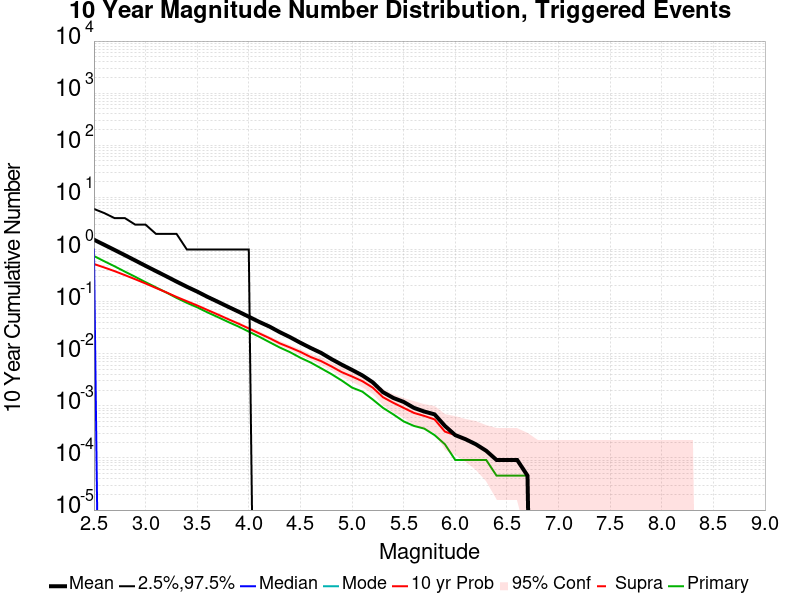 10 Year Magnitude Number Distribution, Triggered Events
10 4
10 3
10 2
10 1
10 0
10 -1
10 -2
10 -3
10 -4
10 -5
10 Year Cumulative Number
2.5 3.0 3.5 4.0 4.5 5.0 5.5 6.0 6.5 7.0 7.5 8.0 8.5 9.0
Magnitude
Mean 2.5%,97.5% Median Mode 10 yr Prob 95% Conf Supra Primary